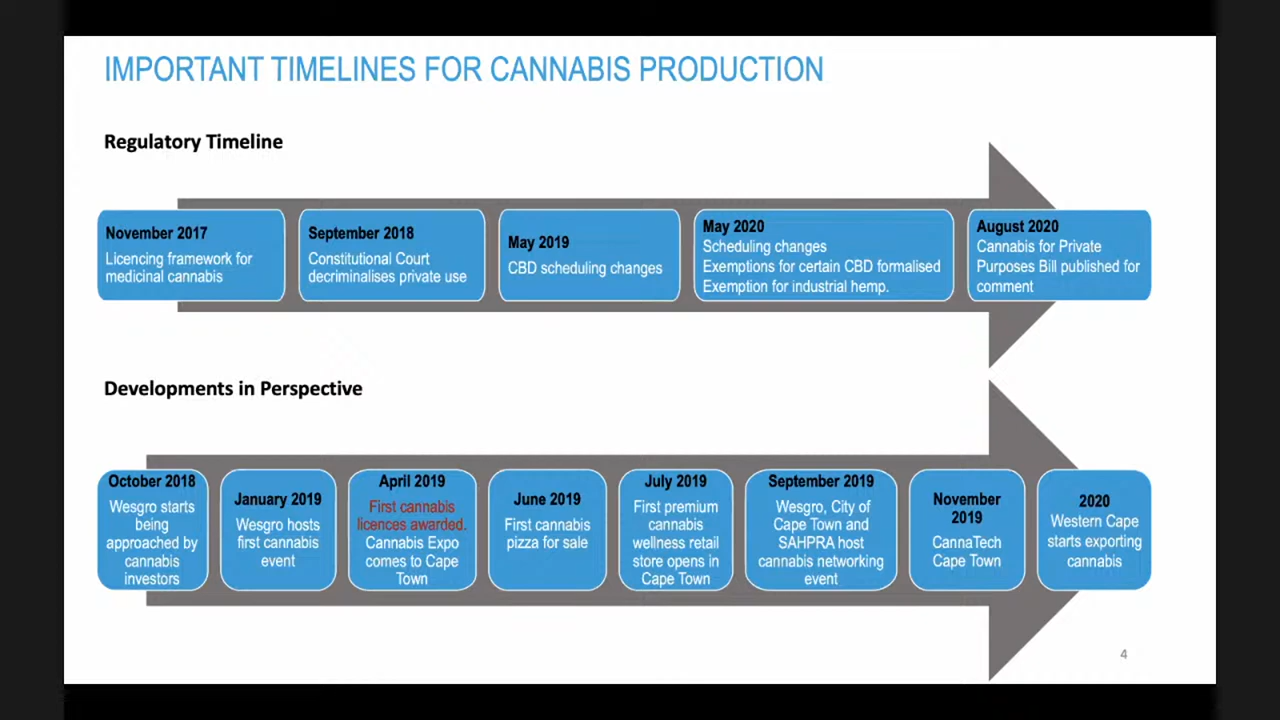 IMPORTANT TIMELINES FOR CANNABIS PRODUCTION
Regulatory Timeline
November 2017
Licencing framework for
medicinal cannabis
September 2018
Constitutional Court
decriminalises private use
May 2019
CBD scheduling changes
May 2020
Scheduling changes
Exemptions for certain CBD formalised
Exemption for industrial hemp.
August 2020
Cannabis for Private
Purposes Bill published for
comment
Developments in Perspective
October 2018
Wesgro starts
being
approached by
cannabis
investors
January 2019
Wesgro hosts
first cannabis
event
April 2019
First cannabis
licences awarded.
Cannabis Expo
comes to Cape
Town
June 2019
First cannabis
pizza for sale
July 2019
First premium
cannabis
wellness retail
store opens in
Cape Town
September 2019
Wesgro, City of
Cape Town and
SAHPRA host
cannabis networking
event
November
2019
CannaTech
Cape Town
2020
Western Cape
starts exporting
cannabis
4